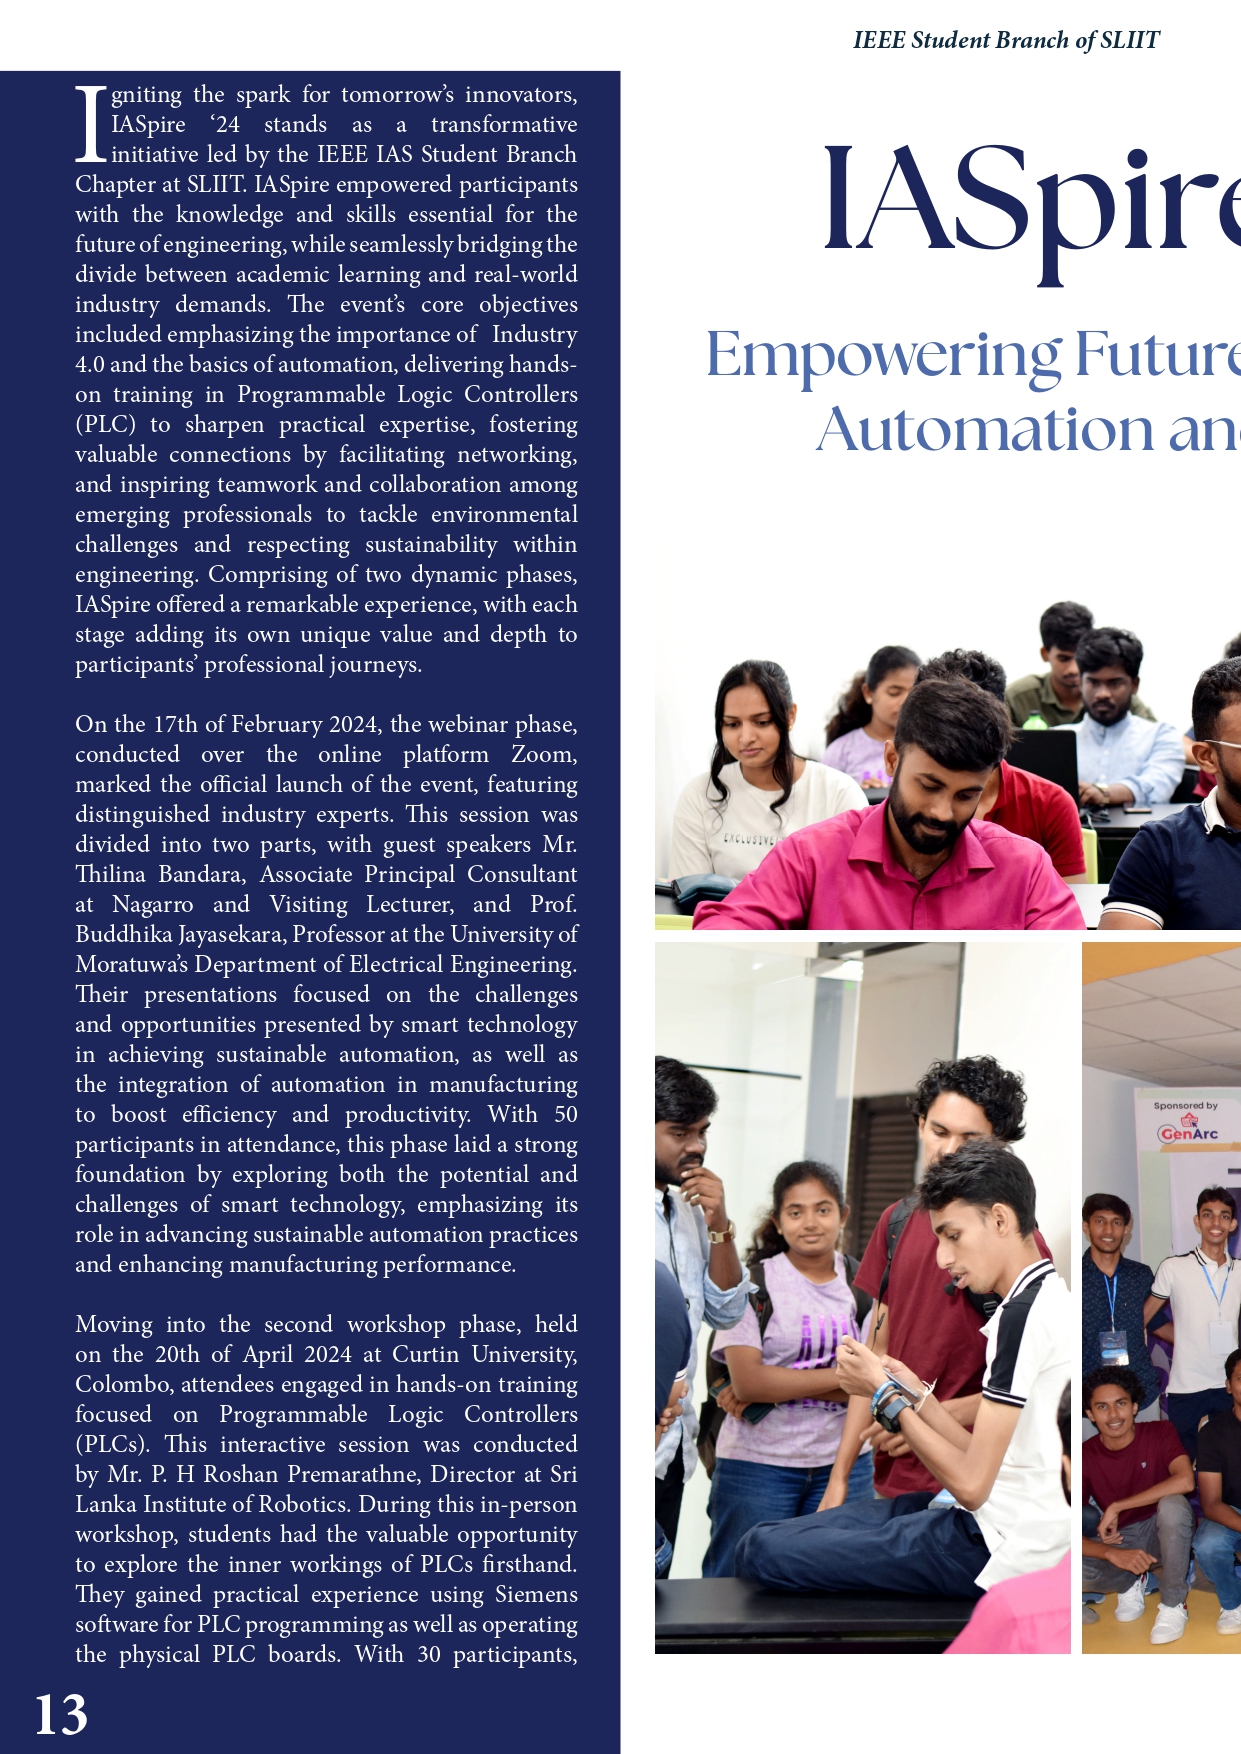 IEEE Student Branch of SLIIT
Igniting the spark for tomorrow's innovators,
IASpire ‘24 stands as a transformative
initiative led by the IEEE IAS Student Branch
Chapter at SLIIT. IASpire empowered participants
with the knowledge and skills essential for the
future of engineering, while seamlessly bridging the
divide between academic learning and real-world
industry demands. The event’s core objectives
included emphasizing the importance of Industry
4.0 and the basics of automation, delivering hands-
on training in Programmable Logic Controllers
(PLC) to sharpen practical expertise, fostering
valuable connections by facilitating networking,
and inspiring teamwork and collaboration among
emerging professionals to tackle environmental
challenges and respecting sustainability within
engineering. Comprising of two dynamic phases,
IASpire offered a remarkable experience, with each
stage adding its own unique value and depth to
participants’ professional journeys.
On the 17th of February 2024, the webinar phase,
conducted over the online platform Zoom,
marked the official launch of the event, featuring
distinguished industry experts. This session was
divided into two parts, with guest speakers Mr.
Thilina Bandara, Associate Principal Consultant
at Nagarro and Visiting Lecturer, and Prof.
Buddhika Jayasekara, Professor at the University of
Moratuwa’s Department of Electrical Engineering.
Their presentations focused on the challenges
and opportunities presented by smart technology
in achieving sustainable automation, as well as
the integration of automation in manufacturing
to boost efficiency and productivity. With 50
participants in attendance, this phase laid a strong
foundation by exploring both the potential and
challenges of smart technology, emphasizing its
role in advancing sustainable automation practices
and enhancing manufacturing performance.
Moving into the second workshop phase, held
on the 20th of April 2024 at Curtin University,
Colombo, attendees engaged in hands-on training
focused on Programmable Logic Controllers
(PLCs). This interactive session was conducted
by Mr. P. H Roshan Premarathne, Director at Sri
Lanka Institute of Robotics. During this in-person
workshop, students had the valuable opportunity
to explore the inner workings of PLCs firsthand.
They gained practical experience using Siemens
software for PLC programming as well as operating
the physical PLC boards. With 30 participants,
13
IASpire
Empowering Future
Automation an
EXCLUSIVE
Sponsored by
GenArc